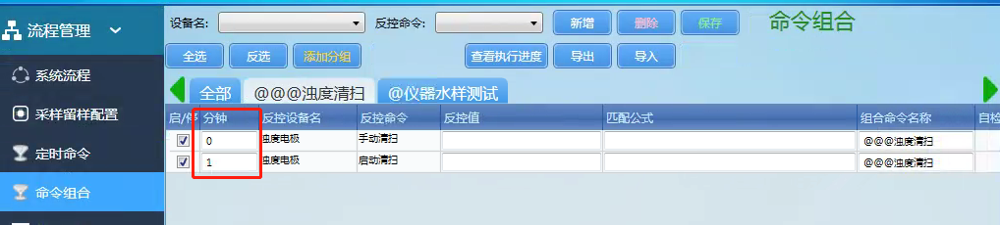 设备名: 反控命令: 新增 删除 保存 命令组合
流程管理
全选 反选 添加分组 查看执行进度 导出 导入
系统流程
全部 @@@浊度清扫 @仪器水样测试
采样留样配置
启/停 分钟 反控设备名 反控命令 反控值 匹配公式 组合命令名称 自检
0 浊度电极 手动清扫 @@@浊度清扫
定时命令
1 浊度电极 启动清扫 @@@浊度清扫
命令组合